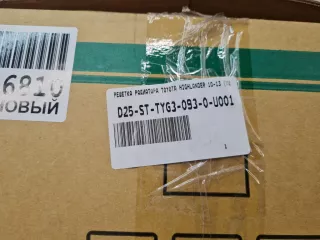 6810
НОВЫЙ
РЕШЕТКА РАДИАТОРА TOYOTA HIGHLANDER 10-13
D25-ST-TYG3-093-0-U001
1